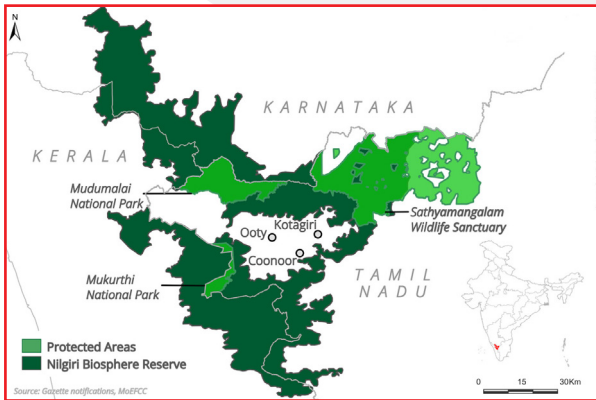 N
KARNATAKA
KERALA
Mudumalai
National Park
Sathyamangalam
Wildlife Sanctuary
Kotagiri
Ooty
Coonoor
TAMIL
NADU
Mukurthi
National Park
Protected Areas
Nilgiri Biosphere Reserve
Source: Gazette notifications, MoEFCC
0 15 30Km